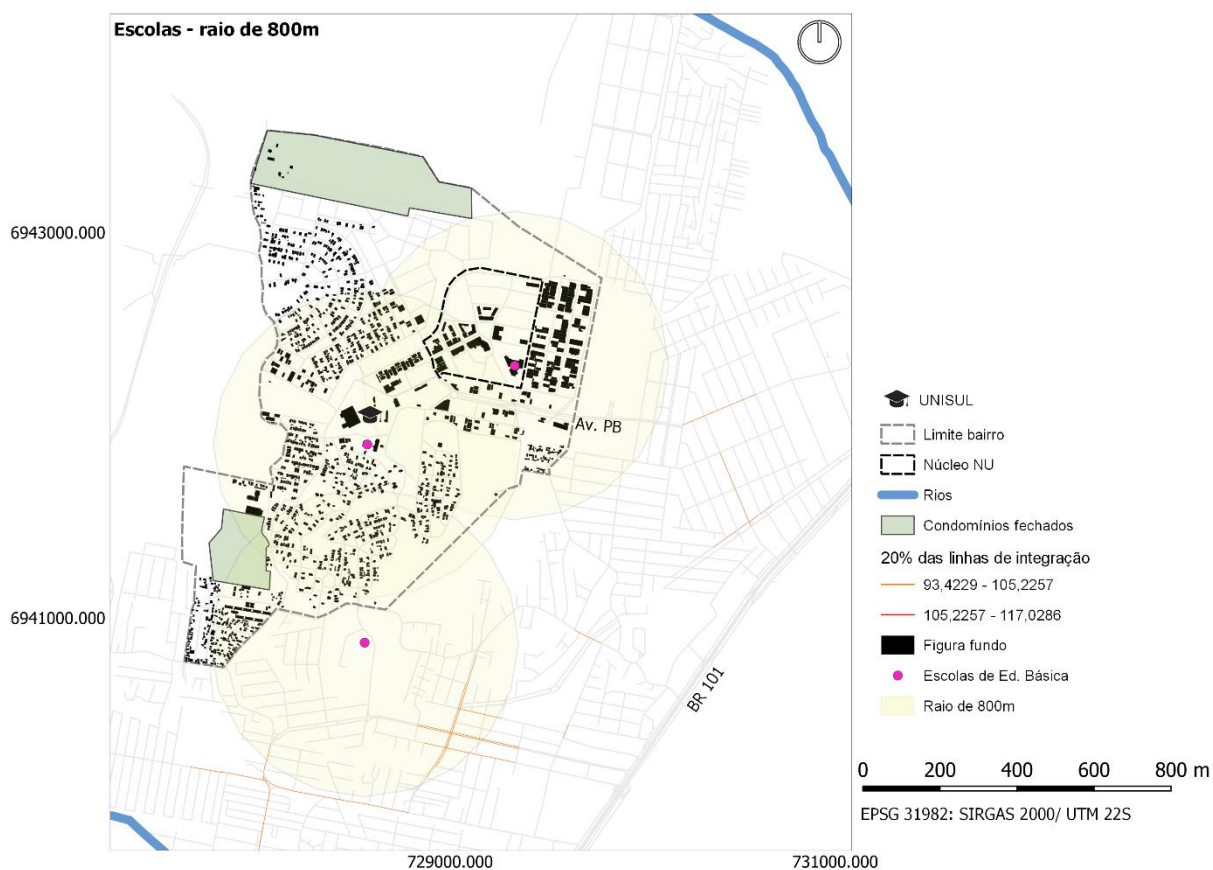 Escolas - raio de 800m
6943000.000
Av. PB
6941000.000
BR 101
729000.000
731000.000
UNISUL
Limite bairro
Núcleo NU
Rios
Condomínios fechados
20% das linhas de integração
93,4229 - 105,2257
105,2257 - 117,0286
Figura fundo
Escolas de Ed. Básica
Raio de 800m
0 200 400 600 800 m
EPSG 31982: SIRGAS 2000/ UTM 22S